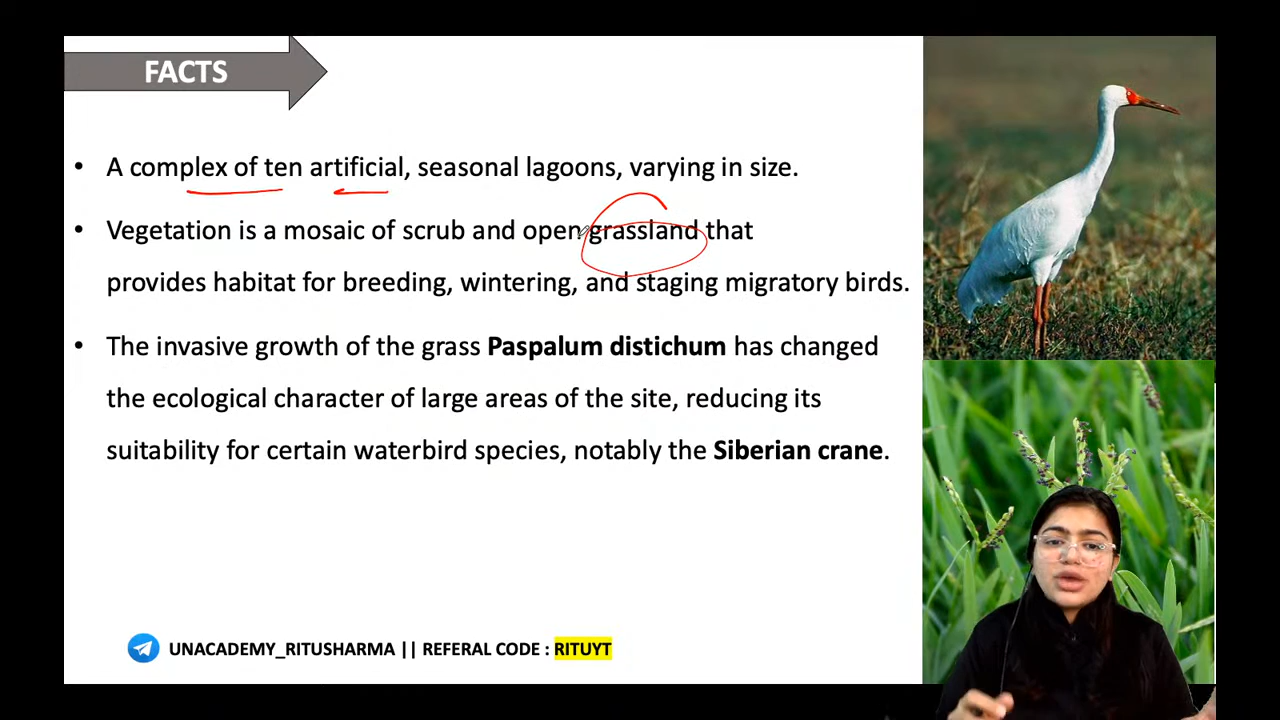 FACTS
• A complex of ten artificial, seasonal lagoons, varying in size.
• Vegetation is a mosaic of scrub and open grassland that
provides habitat for breeding, wintering, and staging migratory birds.
• The invasive growth of the grass Paspalum distichum has changed
the ecological character of large areas of the site, reducing its
suitability for certain waterbird species, notably the Siberian crane.
UNACADEMY_RITUSHARMA || REFERAL CODE : RITUYT